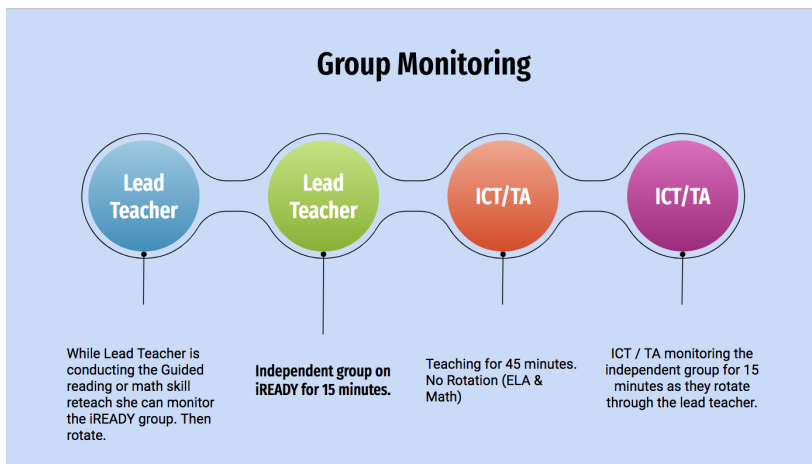 Group Monitoring
Lead
Teacher
Lead
Teacher
ICT/TA
ICT/TA
While Lead Teacher is
conducting the Guided
reading or math skill
reteach she can monitor
the iREADY group. Then
rotate.
Independent group on
iREADY for 15 minutes.
Teaching for 45 minutes.
No Rotation (ELA &
Math)
ICT / TA monitoring the
independent group for 15
minutes as they rotate
through the lead teacher.